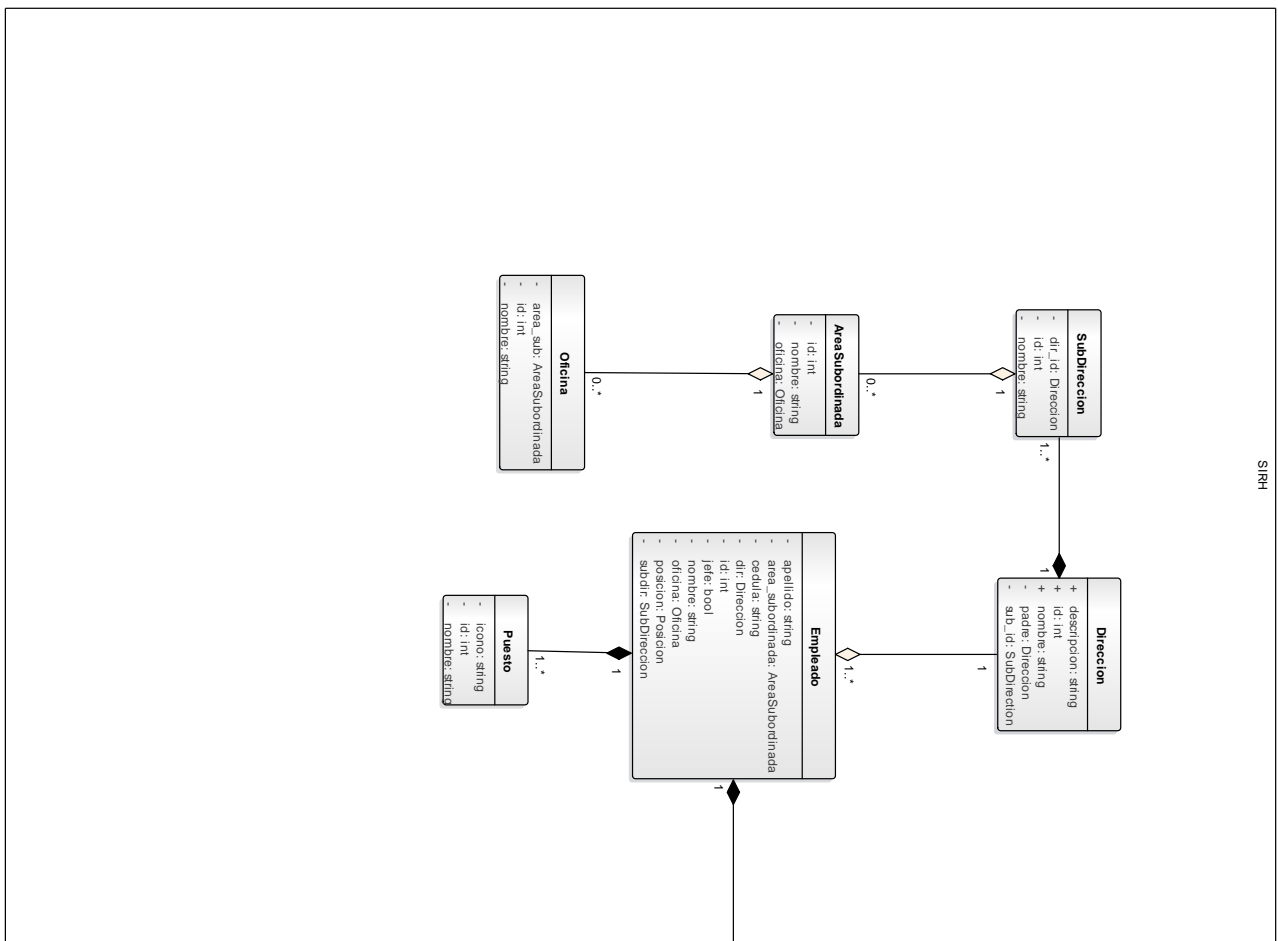 SIRH
SubDireccion
- dir_id: Direccion
- id: int
- nombre: string
1..*
1
Direccion
+ descripcion: string
+ id: int
+ nombre: string
- padre: Direccion
- sub_id: SubDirection
1
1
0..*
AreaSubordinada
- id: int
- nombre: string
- oficina: Oficina
1
0..*
Oficina
- area_sub: AreaSubordinada
- id: int
- nombre: string
1
1..*
Empleado
- apellido: string
- area_subordinada: AreaSubordinada
- cedula: string
- dir: Direccion
- id: int
- jefe: bool
- nombre: string
- oficina: Oficina
- posicion: Posicion
- subdir: SubDireccion
1
1
1..*
Puesto
- icono: string
- id: int
- nombre: string